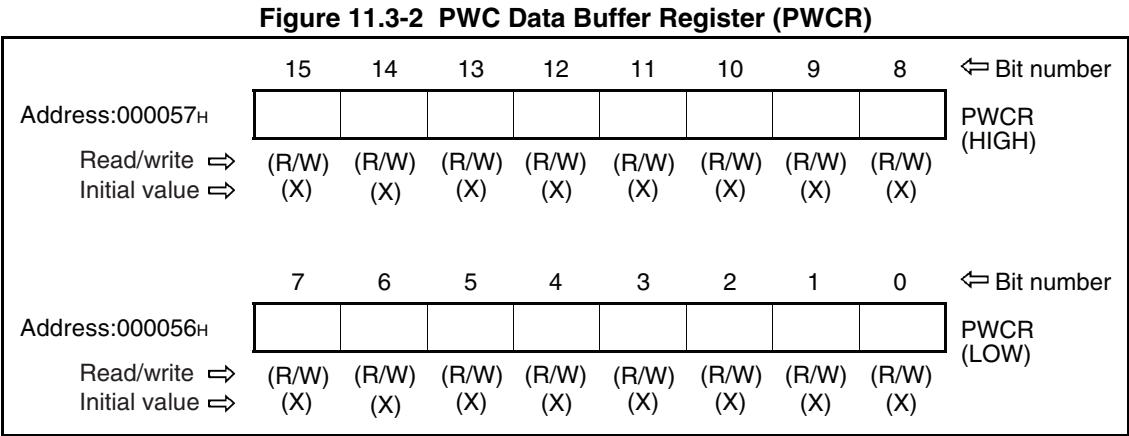 Figure 11.3-2 PWC Data Buffer Register (PWCR)
15 14 13 12 11 10 9 8 ⇦ Bit number
Address:000057H PWCR
(HIGH)
Read/write ⇨ (R/W) (R/W) (R/W) (R/W) (R/W) (R/W) (R/W) (R/W)
Initial value ⇨ (X) (X) (X) (X) (X) (X) (X) (X)
7 6 5 4 3 2 1 0 ⇦ Bit number
Address:000056H PWCR
(LOW)
Read/write ⇨ (R/W) (R/W) (R/W) (R/W) (R/W) (R/W) (R/W) (R/W)
Initial value ⇨ (X) (X) (X) (X) (X) (X) (X) (X)